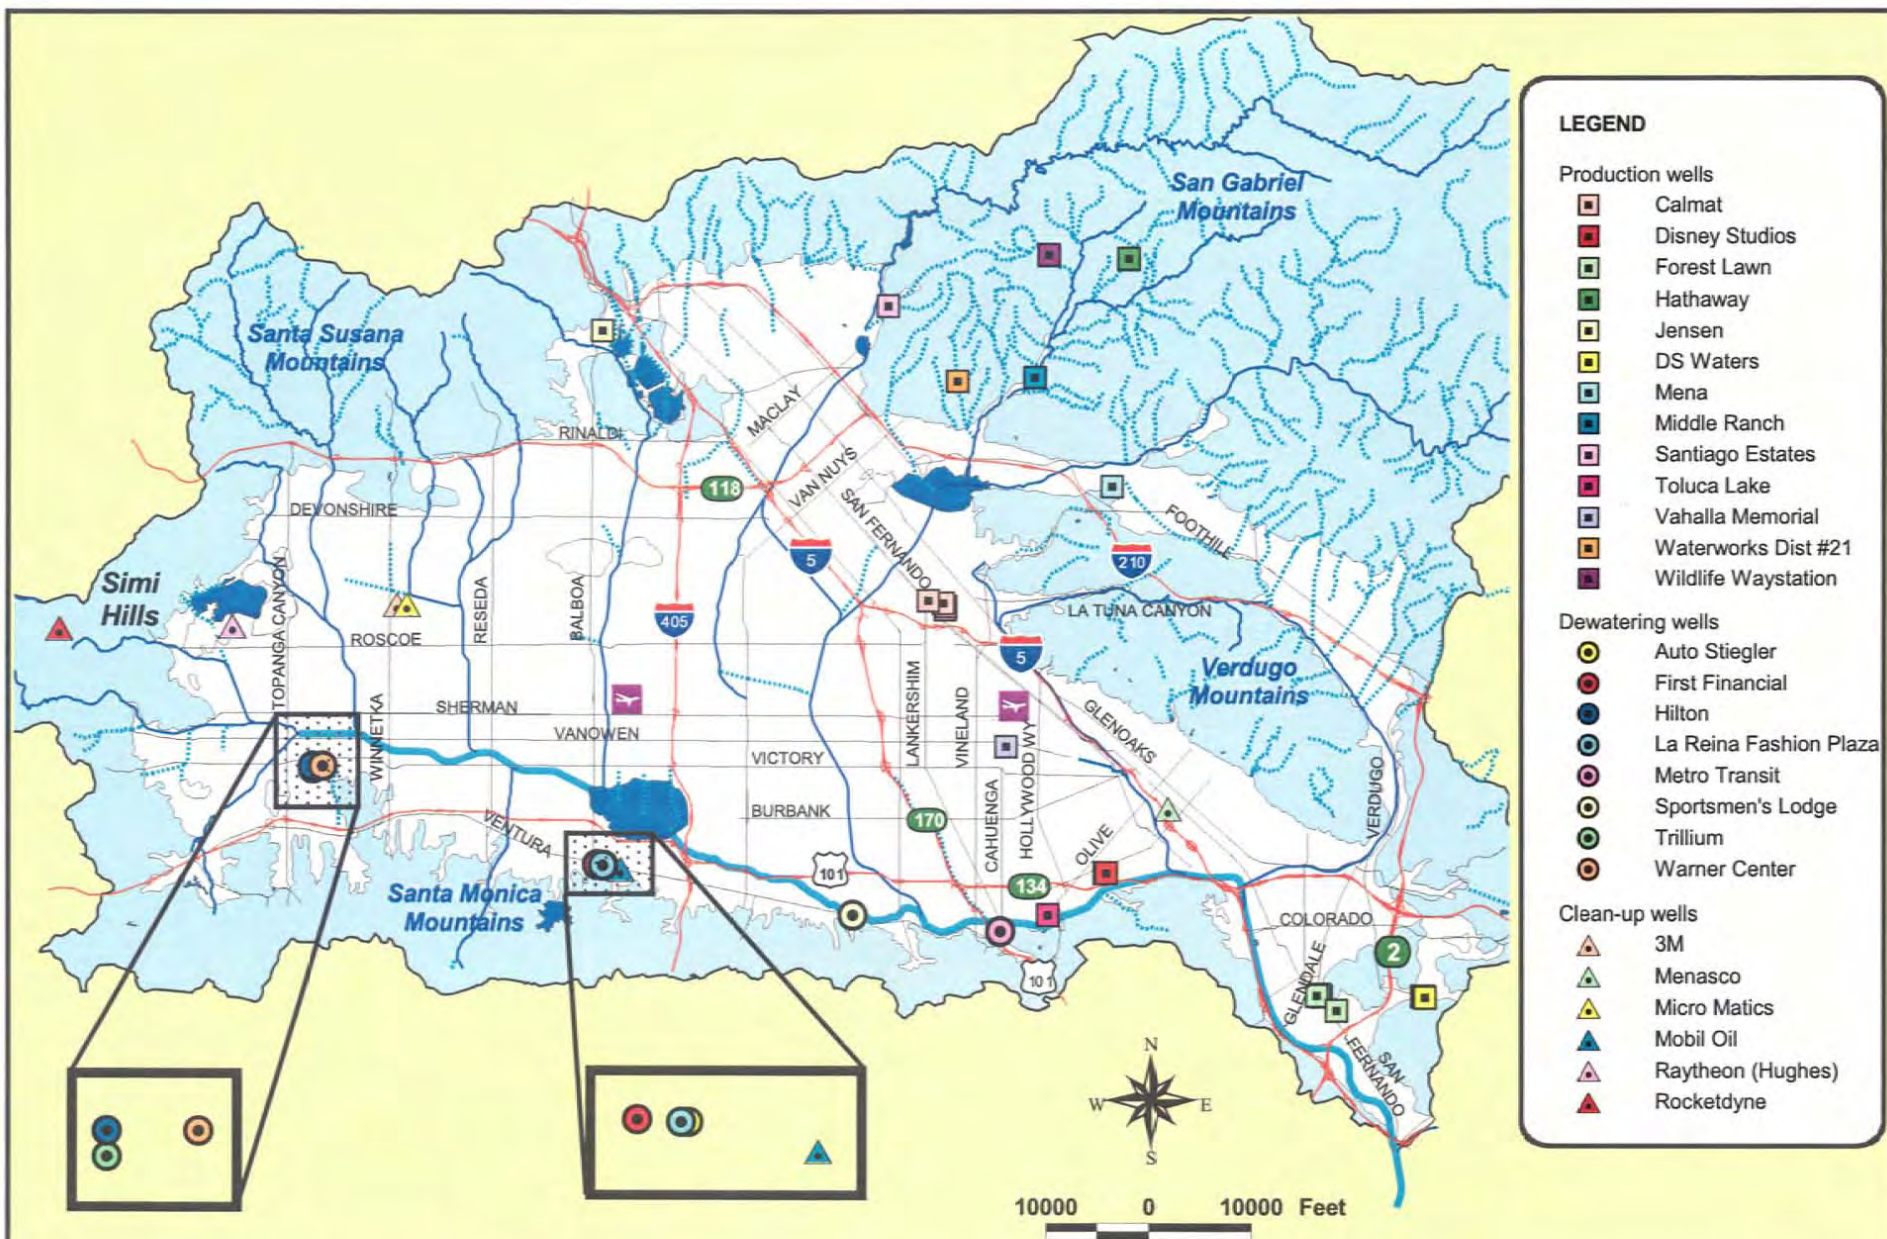 San Gabriel
Mountains
Santa Susana
Mountains
MACLAY
RINALDI
VAN NUYS
118
SAN FERNANDO
DEVONSHIRE
FOOTHILL
5
210
Simi
Hills
TOPANGA CANYON
RESEDA
BALBOA
405
LA TUNA CANYON
ROSCOE
5
Verdugo
Mountains
LANKERSHIM
VINELAND
SHERMAN
WINNETKA
VANOWEN
GLENOAKS
VICTORY
HOLLYWOOD WY
CAHUENGA
VERDUGO
BURBANK
170
VENTURA
OLIVE
101
134
Santa Monica
Mountains
COLORADO
2
GLENDALE
101
SAN
FERNANDO
N
W
E
S
10000 0 10000 Feet
LEGEND
Production wells
Calmat
Disney Studios
Forest Lawn
Hathaway
Jensen
DS Waters
Mena
Middle Ranch
Santiago Estates
Toluca Lake
Vahalla Memorial
Waterworks Dist #21
Wildlife Waystation
Dewatering wells
Auto Stiegler
First Financial
Hilton
La Reina Fashion Plaza
Metro Transit
Sportsmen's Lodge
Trillium
Warner Center
Clean-up wells
3M
Menasco
Micro Matics
Mobil Oil
Raytheon (Hughes)
Rocketdyne